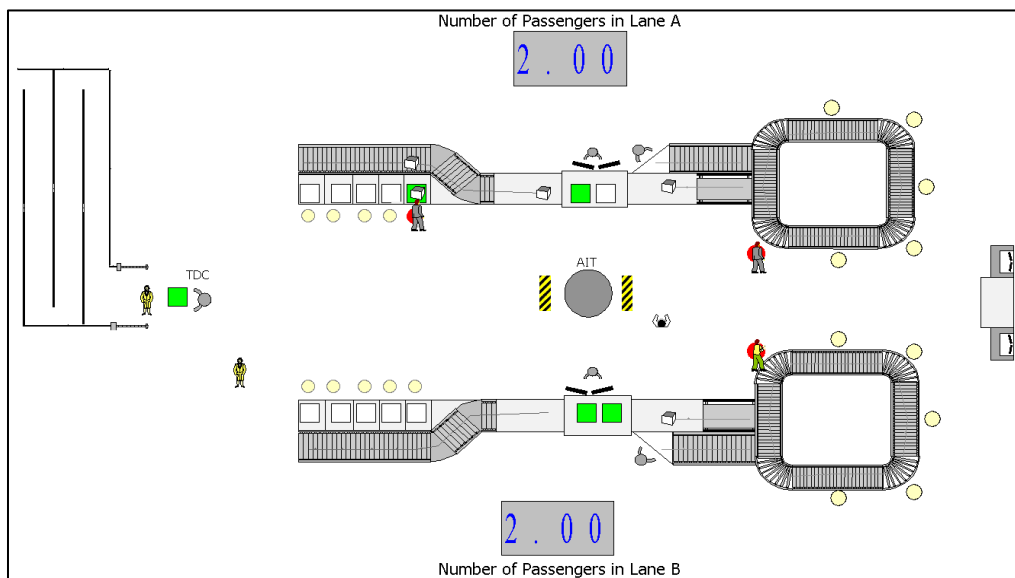 Number of Passengers in Lane A
2.00
TDC
AIT
2.00
Number of Passengers in Lane B